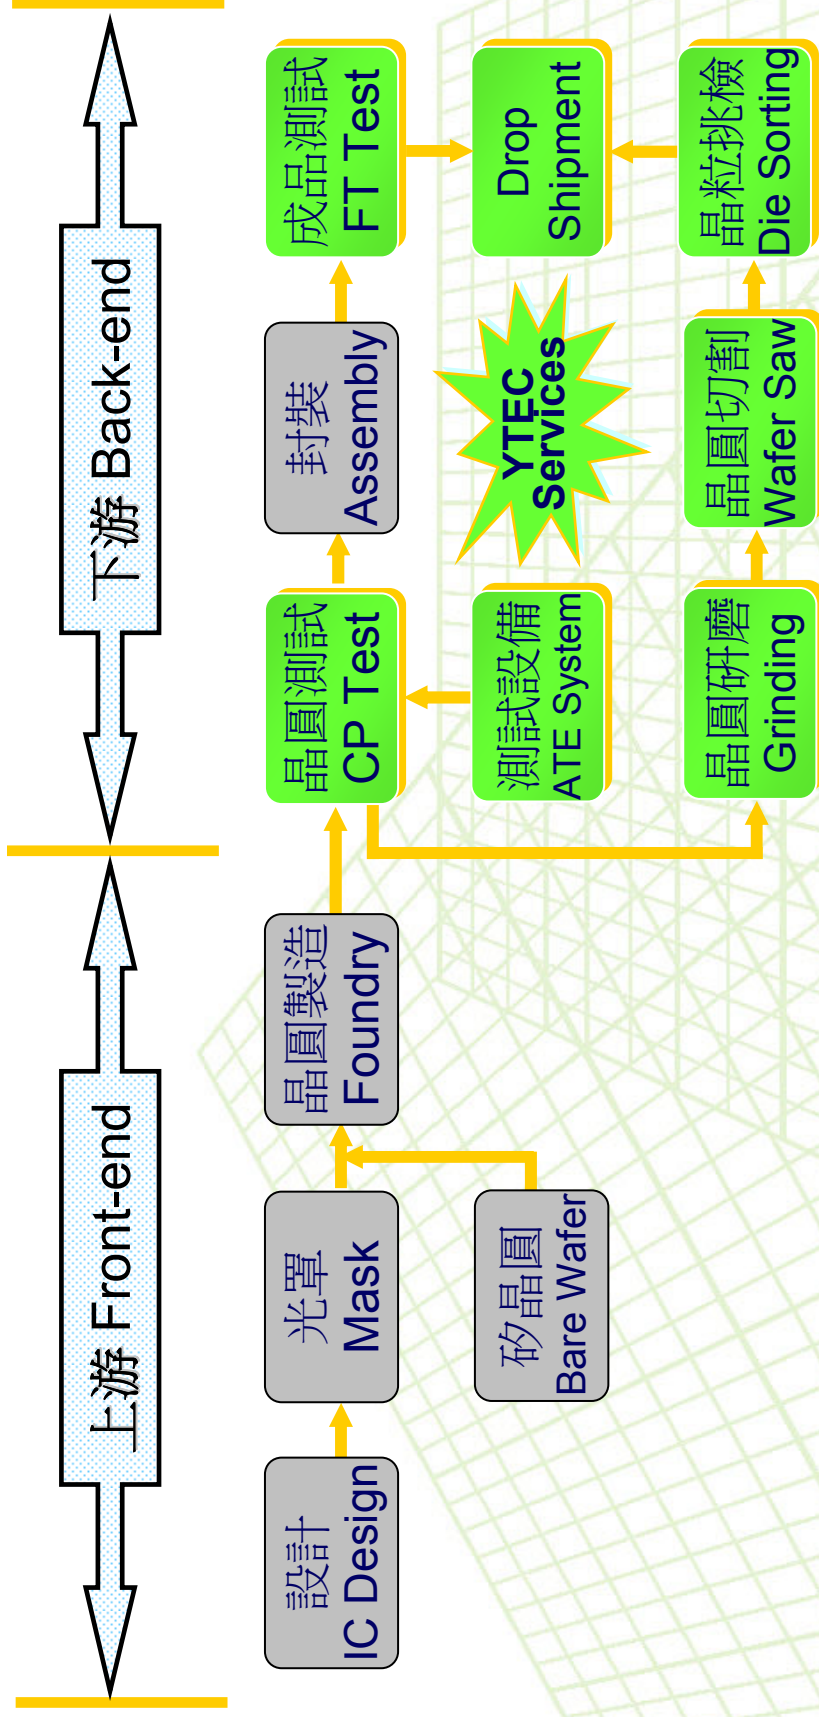 上游 Front-end
下游 Back-end
設計
IC Design
光罩
Mask
晶圓製造
Foundry
晶圓測試
CP Test
封裝
Assembly
成品測試
FT Test
矽晶圓
Bare Wafer
測試設備
ATE System
YTEC
Services
Drop
Shipment
晶圓研磨
Grinding
晶圓切割
Wafer Saw
晶粒挑檢
Die Sorting